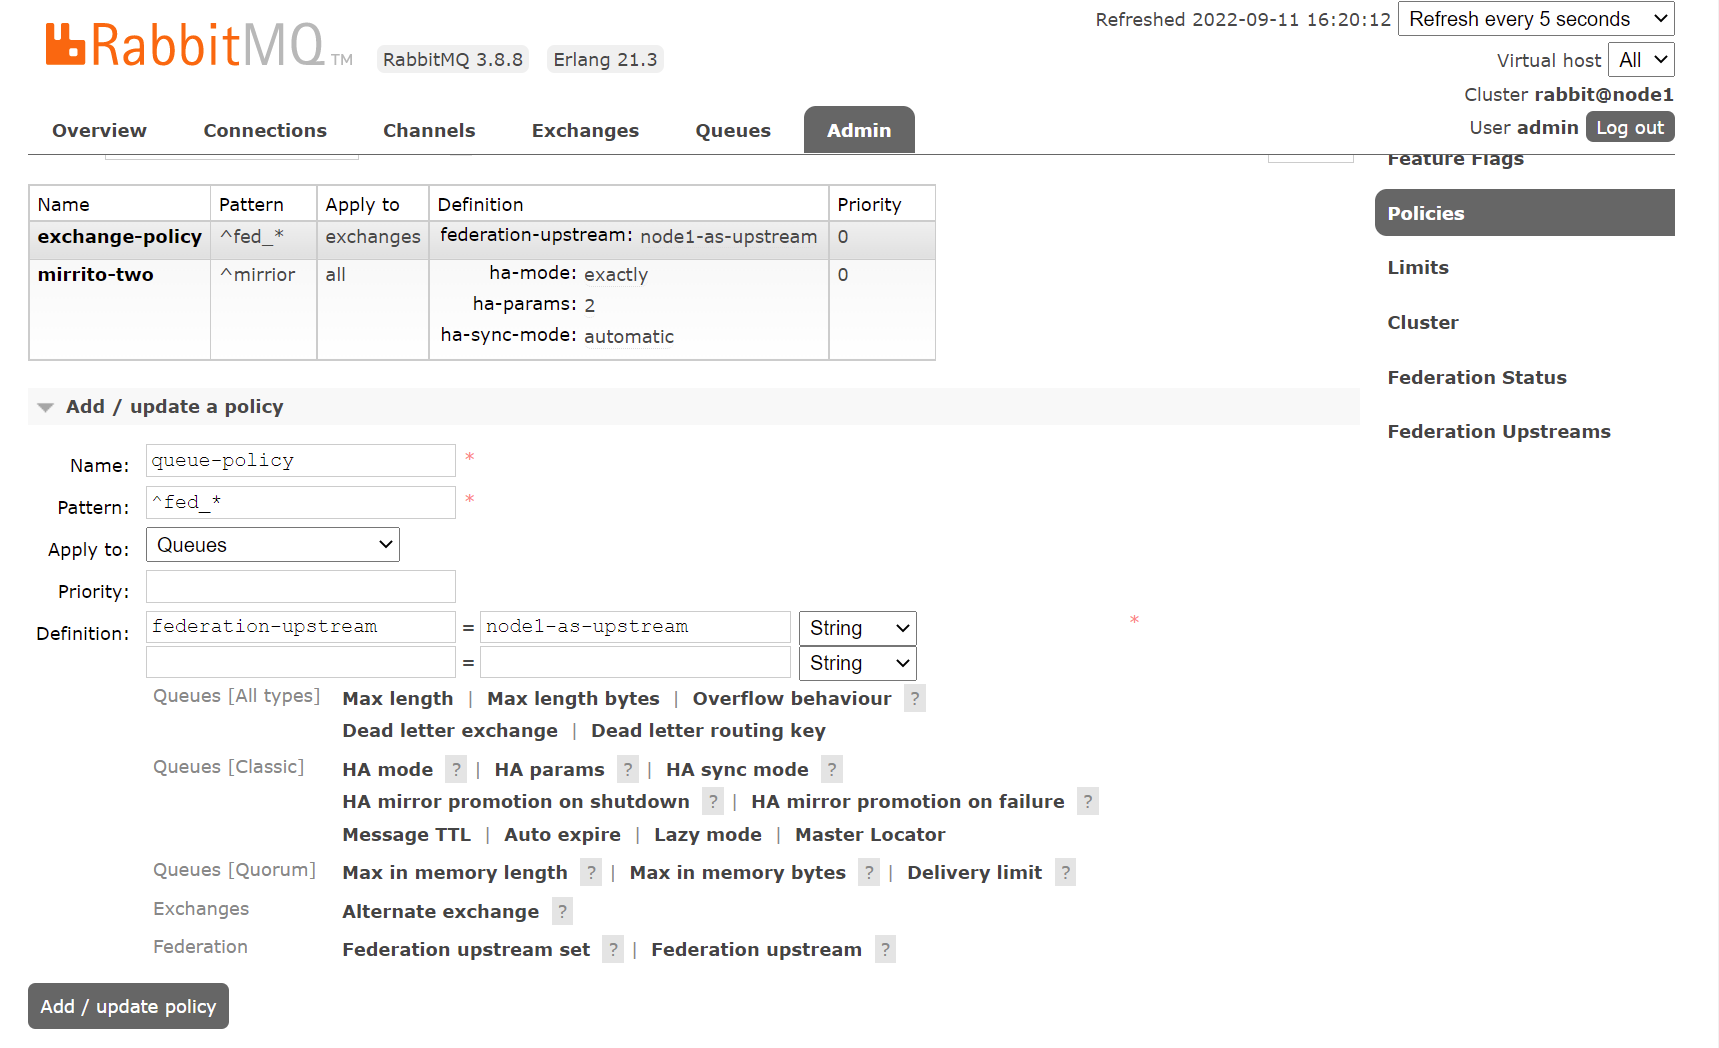 RabbitMQ TM RabbitMQ 3.8.8 Erlang 21.3
Refreshed 2022-09-11 16:20:12 Refresh every 5 seconds
Virtual host All
Cluster rabbit@node1
User admin Log out
Overview Connections Channels Exchanges Queues Admin
Feature Flags
Policies
Limits
Cluster
Federation Status
Federation Upstreams
Name Pattern Apply to Definition Priority
exchange-policy ^fed_* exchanges federation-upstream: node1-as-upstream 0
mirrito-two ^mirrior all ha-mode: exactly 0
ha-params: 2
ha-sync-mode: automatic
Add / update a policy
Name: queue-policy *
Pattern: ^fed_* *
Apply to: Queues
Priority:
Definition: federation-upstream = node1-as-upstream String *
= String
Queues [All types] Max length | Max length bytes | Overflow behaviour ?
Dead letter exchange | Dead letter routing key
Queues [Classic] HA mode ? | HA params ? | HA sync mode ?
HA mirror promotion on shutdown ? | HA mirror promotion on failure ?
Message TTL | Auto expire | Lazy mode | Master Locator
Queues [Quorum] Max in memory length ? | Max in memory bytes ? | Delivery limit ?
Exchanges Alternate exchange ?
Federation Federation upstream set ? | Federation upstream ?
Add / update policy